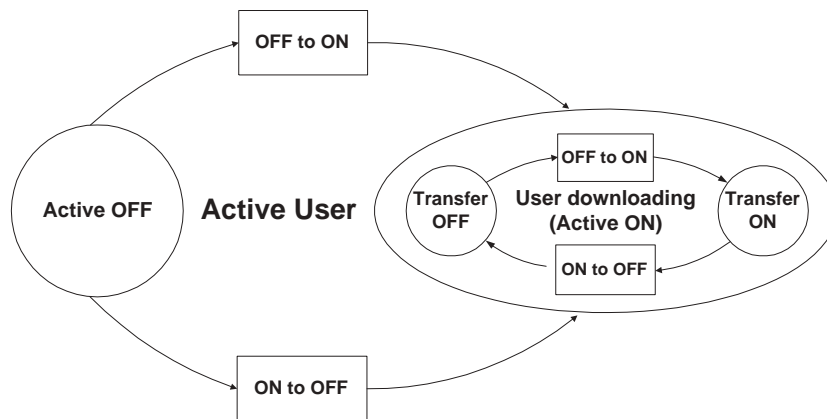 OFF to ON
Active OFF
Active User
OFF to ON
Transfer
OFF
User downloading
(Active ON)
Transfer
ON
ON to OFF
ON to OFF